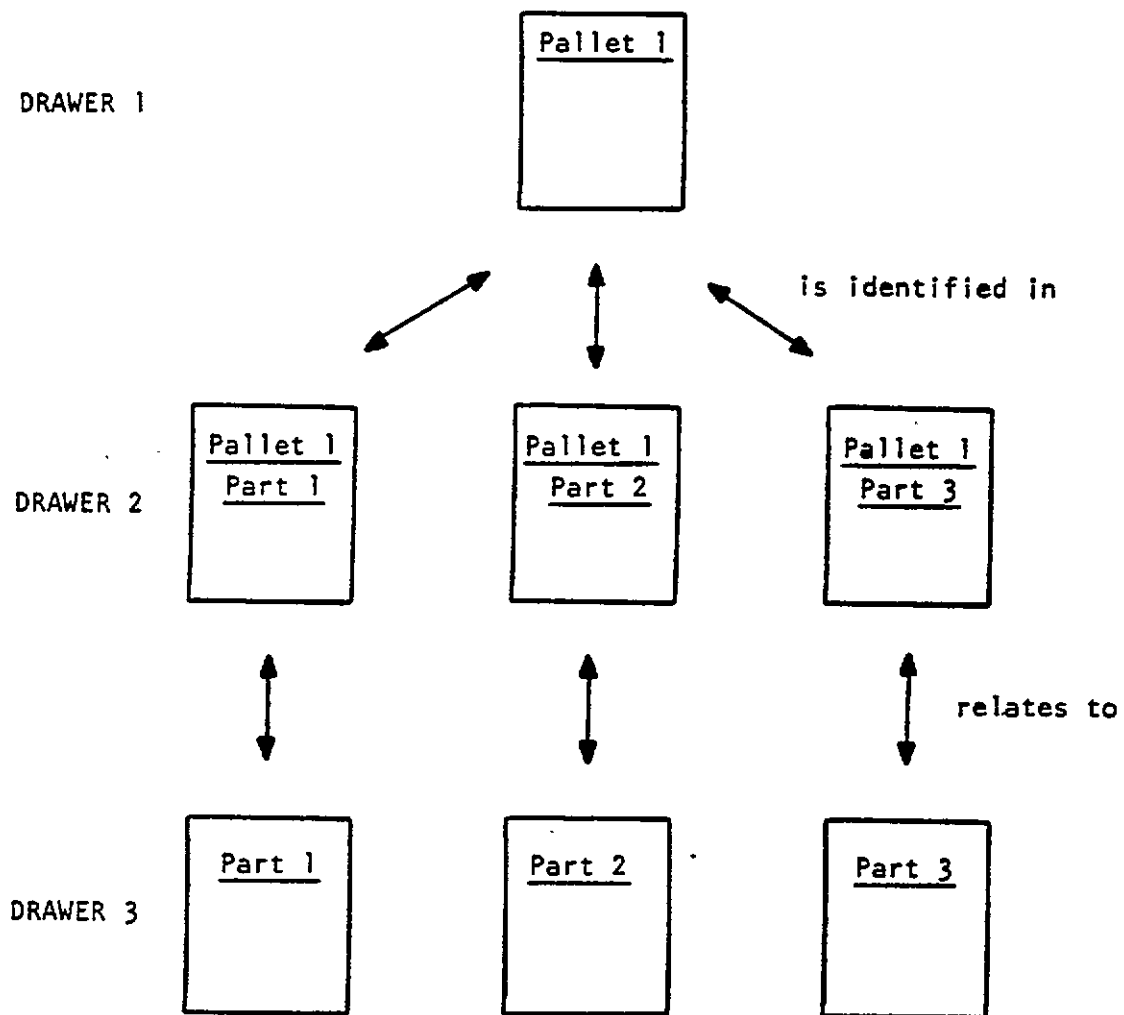 Pallet 1
DRAWER 1
is identified in
Pallet 1
Part 1
Pallet 1
Part 2
Pallet 1
Part 3
DRAWER 2
relates to
Part 1
Part 2
Part 3
DRAWER 3